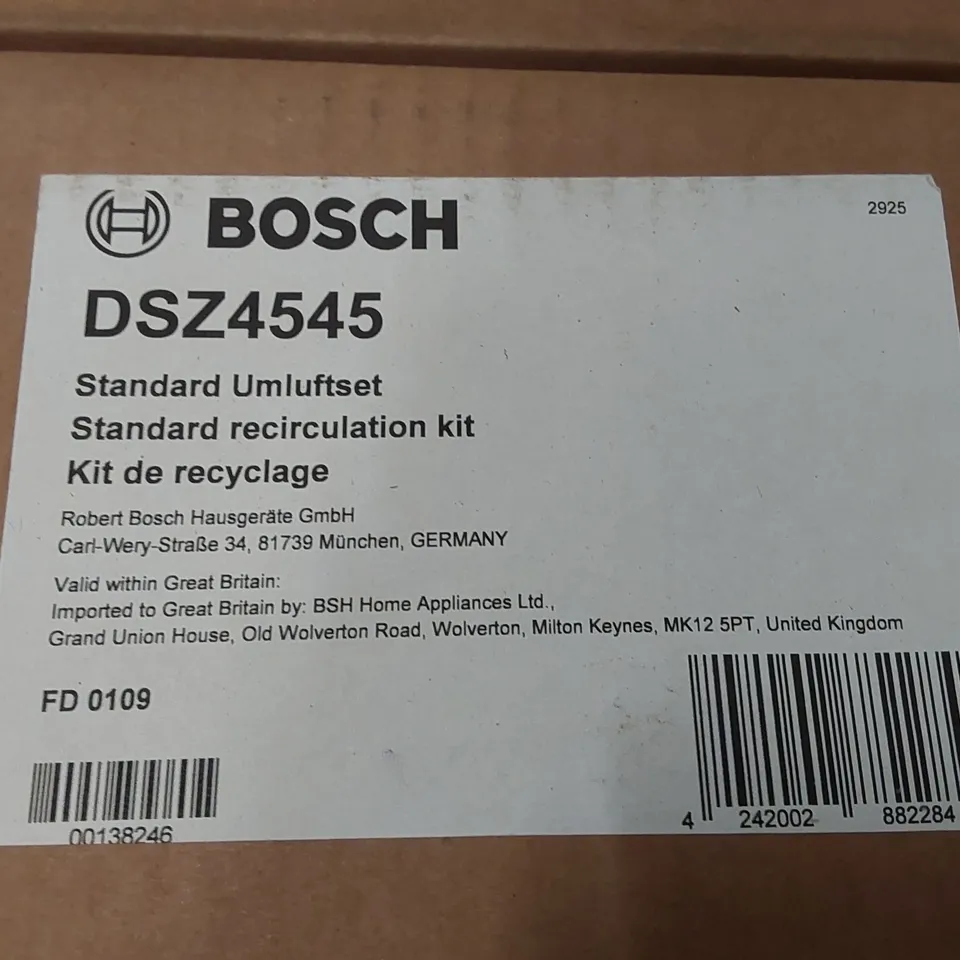 BOSCH
2925
DSZ4545
Standard Umluftset
Standard recirculation kit
Kit de recyclage
Robert Bosch Hausgeräte GmbH
Carl-Wery-Straße 34, 81739 München, GERMANY
Valid within Great Britain:
Imported to Great Britain by: BSH Home Appliances Ltd.,
Grand Union House, Old Wolverton Road, Wolverton, Milton Keynes, MK12 5PT, United Kingdom
FD 0109
00138246
4 242002 882284